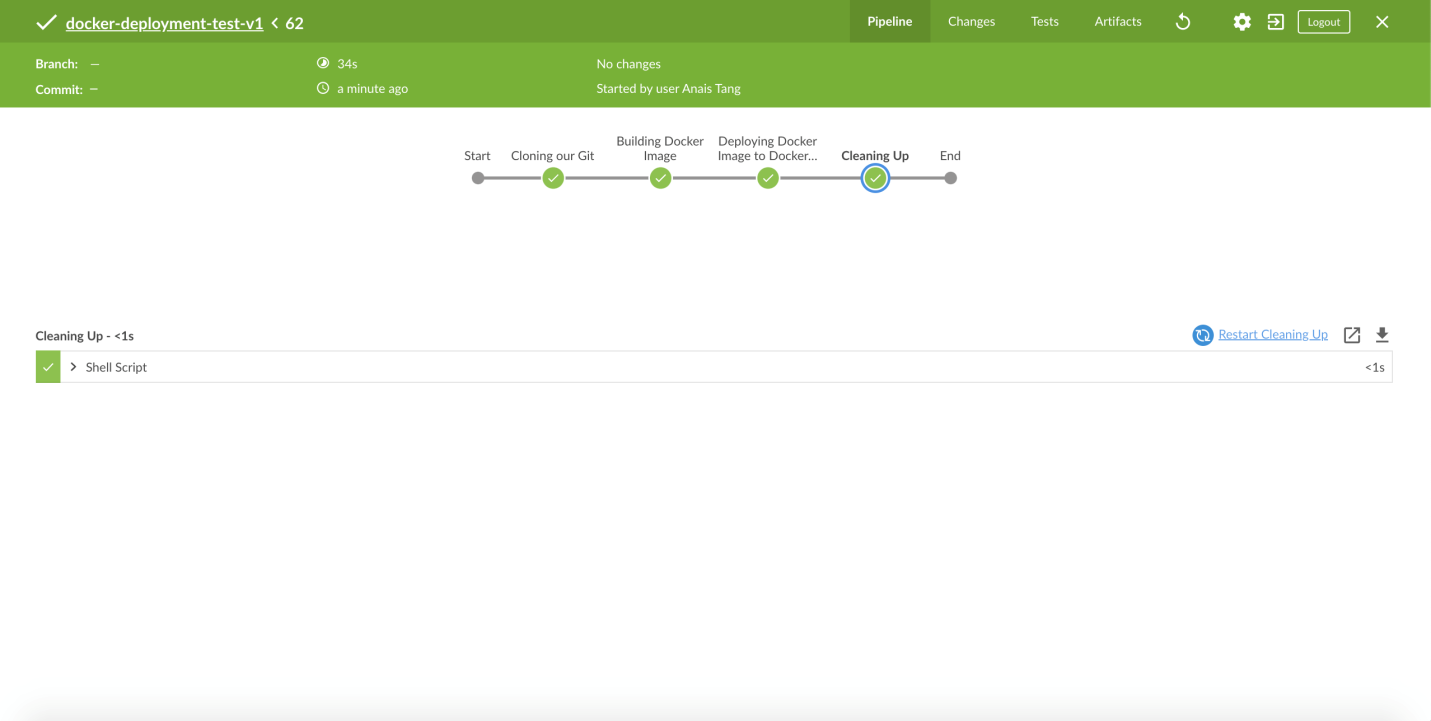 docker-deployment-test-v1 < 62
Pipeline
Changes
Tests
Artifacts
Logout
Branch: —
34s
No changes
Commit: —
a minute ago
Started by user Anais Tang
Start
Cloning our Git
Building Docker
Image
Deploying Docker
Image to Docker...
Cleaning Up
End
Cleaning Up - <1s
Restart Cleaning Up
Shell Script
<1s